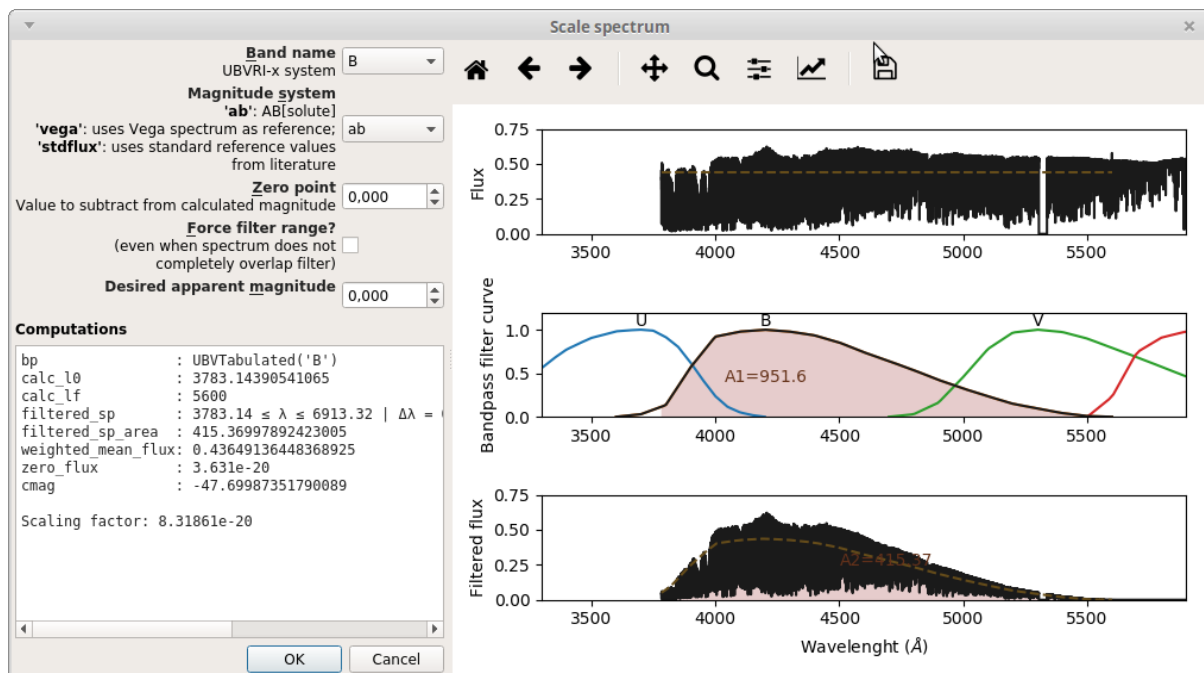 Scale spectrum
Band name
UBVRI-x system
B
Magnitude system
'ab': AB[solute]
'vega': uses Vega spectrum as reference;
'stdflux': uses standard reference values
from literature
ab
Zero point
Value to subtract from calculated magnitude
0,000
Force filter range?
(even when spectrum does not
completely overlap filter)
Desired apparent magnitude
0,000
Computations
bp : UBVTabulated('B')
calc_l0 : 3783.14390541065
calc_lf : 5600
filtered_sp : 3783.14 ≤ λ ≤ 6913.32 | Δλ =
filtered_sp_area : 415.36997892423005
weighted_mean_flux: 0.43649136448368925
zero_flux : 3.631e-20
cmag : -47.69987351790089
Scaling factor: 8.31861e-20
OK
Cancel
Flux
0.75
0.50
0.25
0.00
3500
4000
4500
5000
5500
Bandpass filter curve
1.0
0.5
0.0
U
B
V
A1=951.6
3500
4000
4500
5000
5500
Filtered flux
0.75
0.50
0.25
0.00
A2=415.37
3500
4000
4500
5000
5500
Wavelenght (Å)